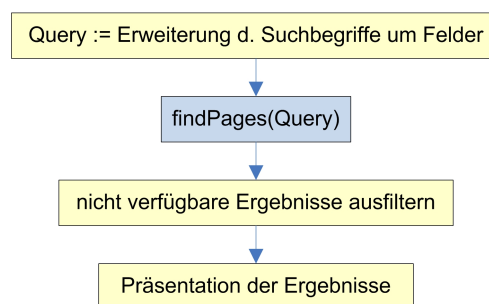 Query := Erweiterung d. Suchbegriffe um Felder
findPages(Query)
nicht verfügbare Ergebnisse ausfiltern
Präsentation der Ergebnisse